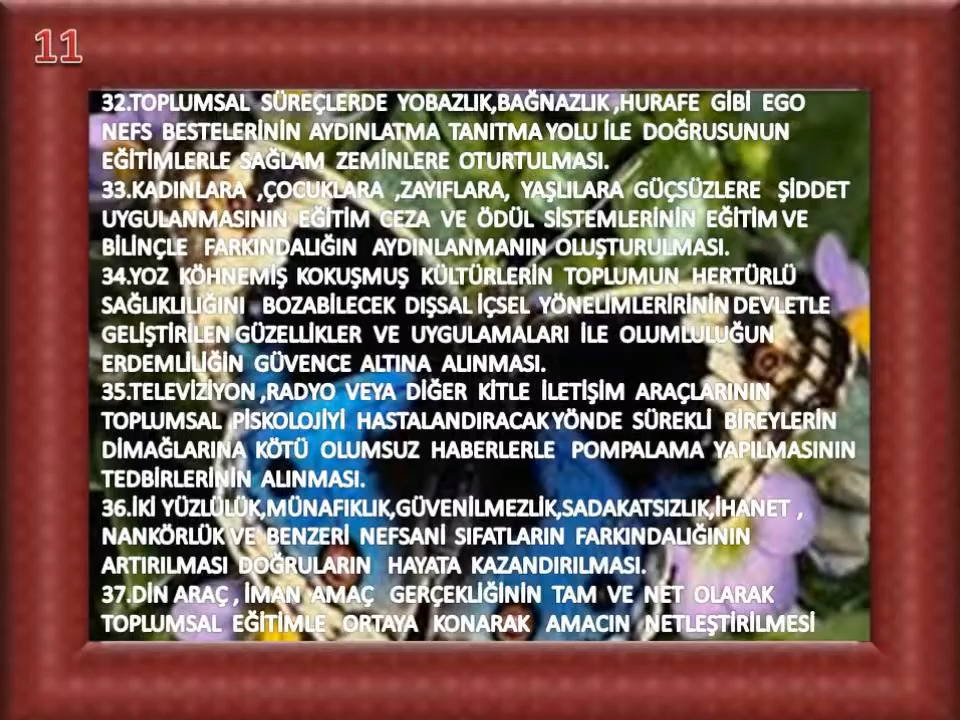 11
32.TOPLUMSAL SÜREÇLERDE YOBAZLIK,BAĞNAZLIK ,HURAFE GİBİ EGO
NEFS BESTELERİNİN AYDINLATMA TANITMA YOLU İLE DOĞRUSUNUN
EĞİTİMLERLE SAĞLAM ZEMİNLERE OTURTULMASI.
33.KADINLARA ,ÇOCUKLARA ,ZAYIFLARA, YAŞLILARA GÜÇSÜZLERE ŞİDDET
UYGULANMASININ EĞİTİM CEZA VE ÖDÜL SİSTEMLERİNİN EĞİTİM VE
BİLİNÇLE FARKINDALIĞIN AYDINLANMANIN OLUŞTURULMASI.
34.YOZ KÖHNEMİŞ KOKUŞMUŞ KÜLTÜRLERİN TOPLUMUN HERTÜRLÜ
SAĞLIKLILIĞINI BOZABİLECEK DIŞSAL İÇSEL YÖNELİMLERİRİNİN DEVLETLE
GELİŞTİRİLEN GÜZELLİKLER VE UYGULAMALARI İLE OLUMLULUĞUN
ERDEMLİLİĞİN GÜVENCE ALTINA ALINMASI.
35.TELEVİZİYON ,RADYO VEYA DİĞER KİTLE İLETİŞİM ARAÇLARININ
TOPLUMSAL PİSKOLOJİYİ HASTALANDIRACAK YÖNDE SÜREKLİ BİREYLERİN
DİMAĞLARINA KÖTÜ OLUMSUZ HABERLERLE POMPALAMA YAPILMASININ
TEDBİRLERİNİN ALINMASI.
36.İKİ YÜZLÜLÜK,MÜNAFIKLIK,GÜVENİLMEZLİK,SADAKATSIZLIK,İHANET ,
NANKÖRLÜK VE BENZERİ NEFSANİ SIFATLARIN FARKINDALIĞININ
ARTIRILMASI DOĞRULARIN HAYATA KAZANDIRILMASI.
37.DİN ARAÇ , İMAN AMAÇ GERÇEKLİĞİNİN TAM VE NET OLARAK
TOPLUMSAL EĞİTİMLE ORTAYA KONARAK AMACIN NETLEŞTİRİLMESİ